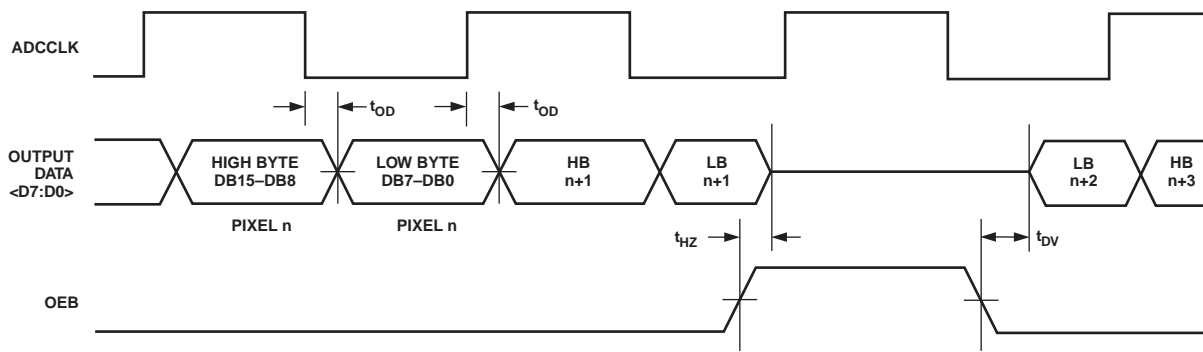 ADCCLK
tOD
tOD
OUTPUT
DATA
<D7:D0>
HIGH BYTE
DB15–DB8
LOW BYTE
DB7–DB0
HB
n+1
LB
n+1
LB
n+2
HB
n+3
PIXEL n
PIXEL n
tHZ
tDV
OEB